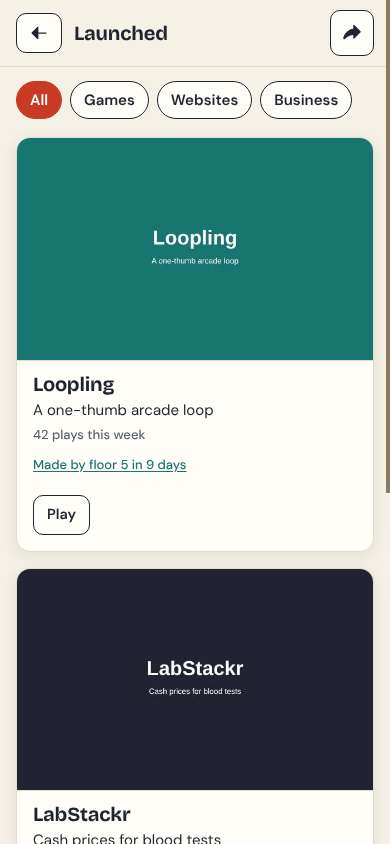 Launched
All
Games
Websites
Business
Loopling
A one-thumb arcade loop
Loopling
A one-thumb arcade loop
42 plays this week
Made by floor 5 in 9 days
Play
LabStackr
Cash prices for blood tests
LabStackr
Cash prices for blood tests